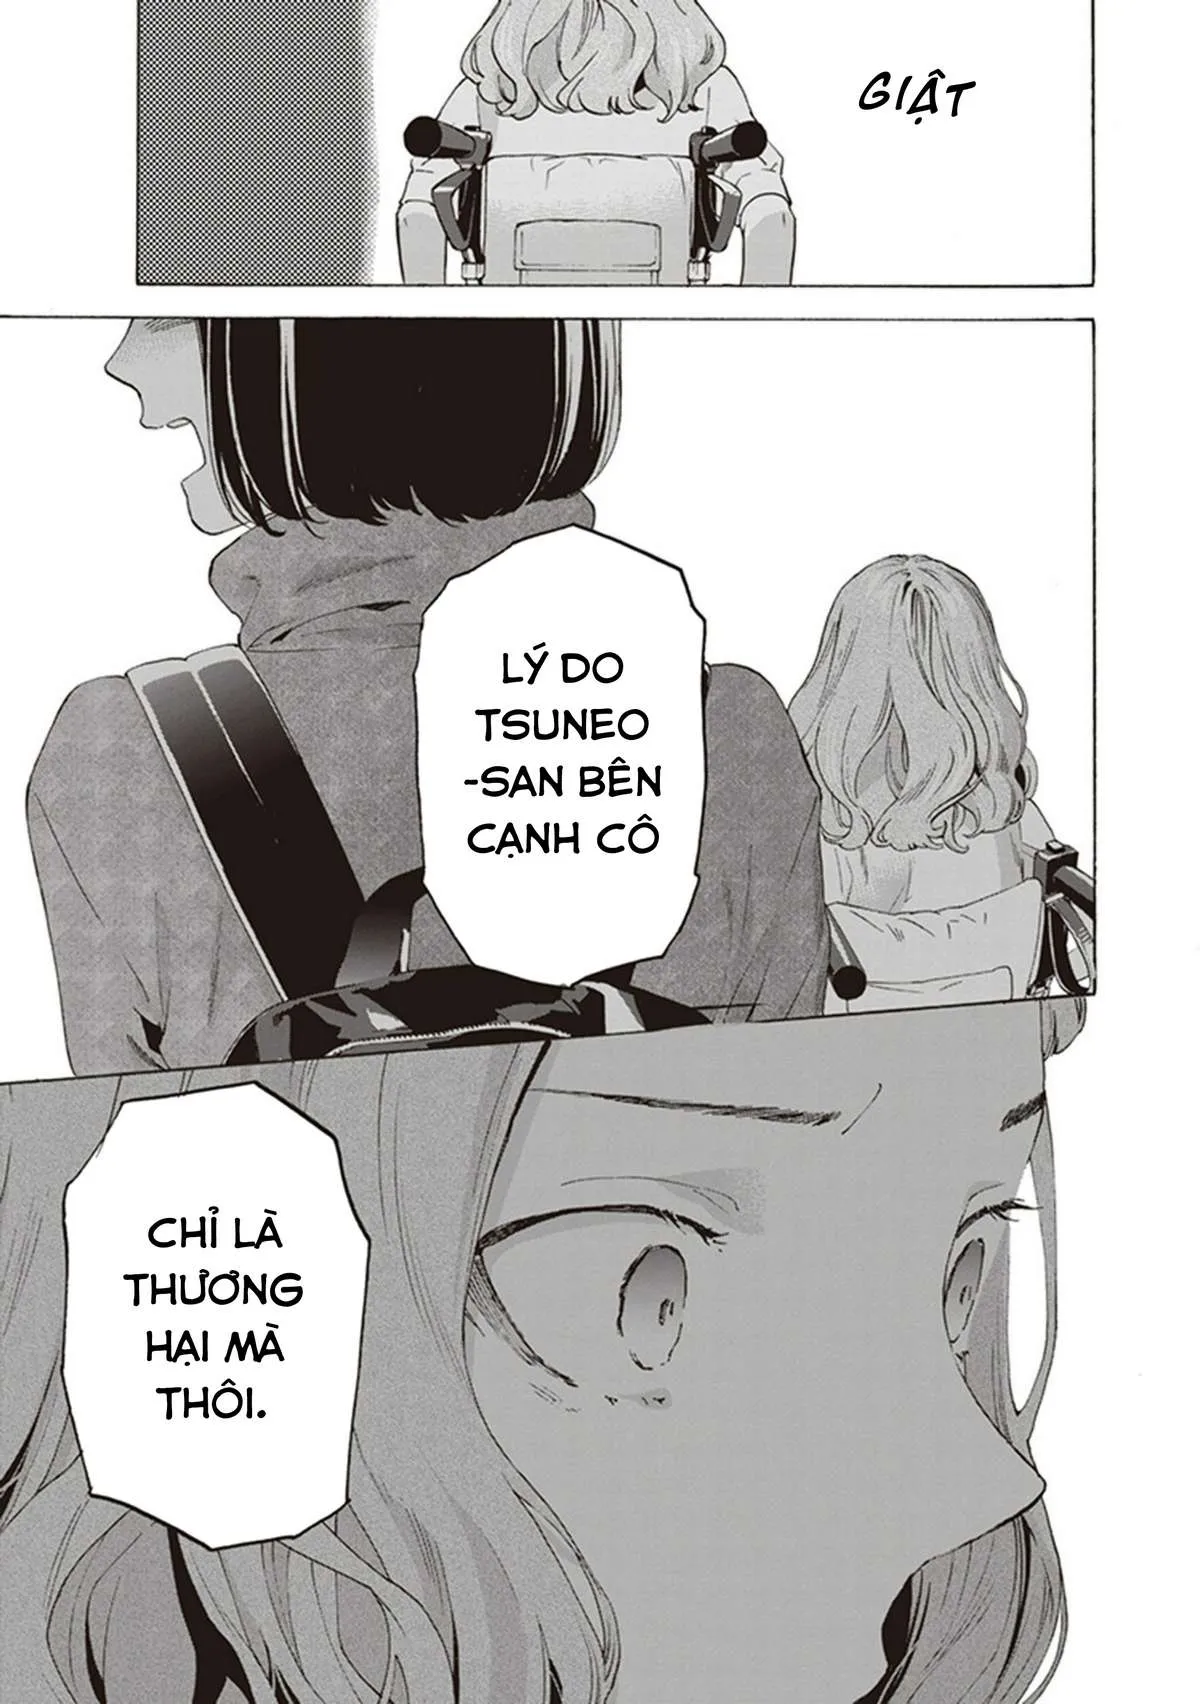 GIẬT
LÝ DO
TSUNEO
-SAN BÊN
CẠNH CÔ
CHỈ LÀ
THƯƠNG
HẠI MÀ
THÔI.